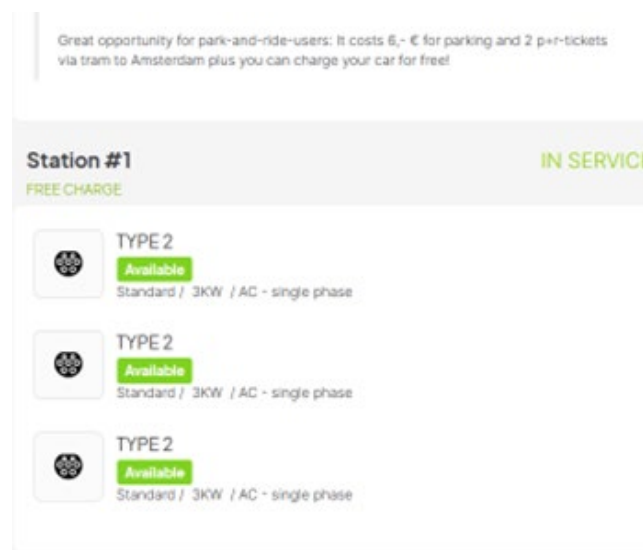 Great opportunity for park-and-ride-users: It costs 6,- € for parking and 2 p+r-tickets
via tram to Amsterdam plus you can charge your car for free!
Station #1
IN SERVICE
FREE CHARGE
TYPE 2
Available
Standard / 3KW / AC - single phase
TYPE 2
Available
Standard / 3KW / AC - single phase
TYPE 2
Available
Standard / 3KW / AC - single phase